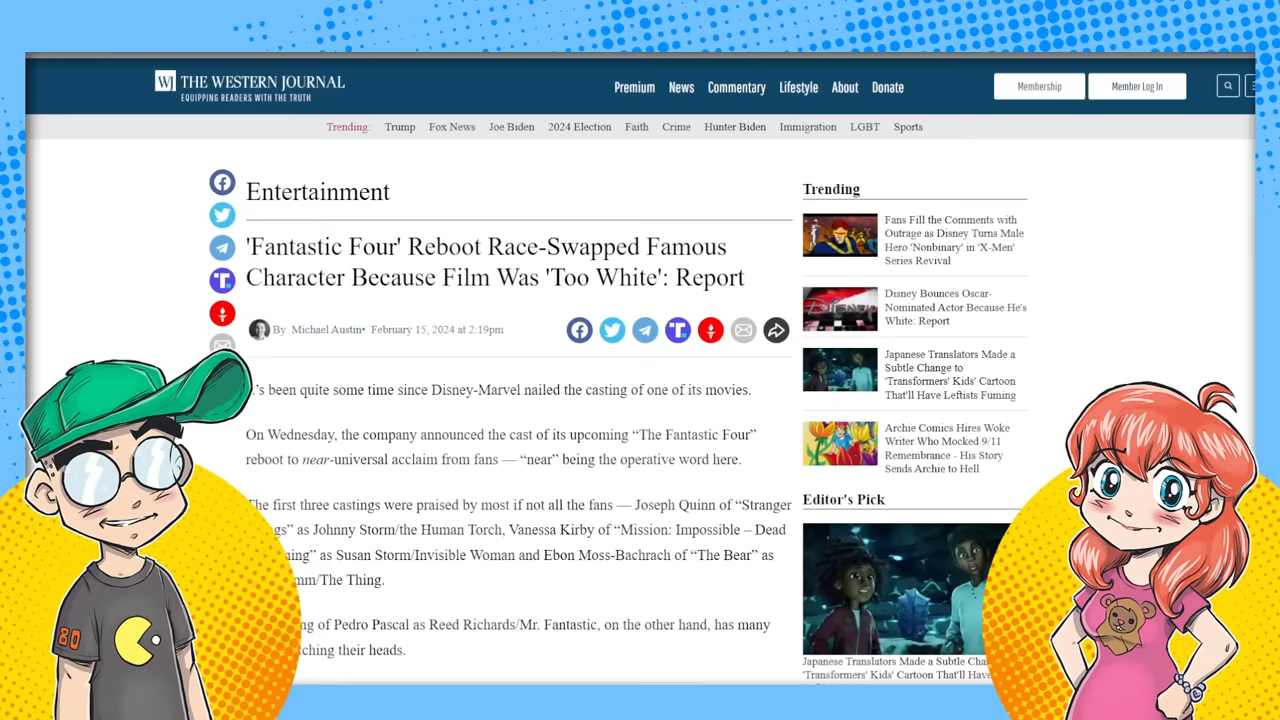 WJ THE WESTERN JOURNAL
EQUIPPING READERS WITH THE TRUTH
Premium News Commentary Lifestyle About Donate
Membership
Member Log In
Trending: Trump Fox News Joe Biden 2024 Election Faith Crime Hunter Biden Immigration LGBT Sports
Entertainment
'Fantastic Four' Reboot Race-Swapped Famous
Character Because Film Was 'Too White': Report
By Michael Austin• February 15, 2024 at 2:19pm
's been quite some time since Disney-Marvel nailed the casting of one of its movies.
On Wednesday, the company announced the cast of its upcoming “The Fantastic Four”
reboot to near-universal acclaim from fans — “near” being the operative word here.
The first three castings were praised by most if not all the fans — Joseph Quinn of “Stranger
” as Johnny Storm/the Human Torch, Vanessa Kirby of “Mission: Impossible – Dead
” as Susan Storm/Invisible Woman and Ebon Moss-Bachrach of “The Bear” as
/The Thing.
of Pedro Pascal as Reed Richards/Mr. Fantastic, on the other hand, has many
their heads.
Trending
Fans Fill the Comments with
Outrage as Disney Turns Male
Hero 'Nonbinary' in 'X-Men'
Series Revival
Disney Bounces Oscar-
Nominated Actor Because He's
White: Report
Japanese Translators Made a
Subtle Change to
'Transformers' Kids' Cartoon
That'll Have Leftists Fuming
Archie Comics Hires Woke
Writer Who Mocked 9/11
Remembrance - His Story
Sends Archie to Hell
Editor's Pick
Japanese Translators Made a Subtle
'Transformers' Kids' Cartoon That'll Have
80